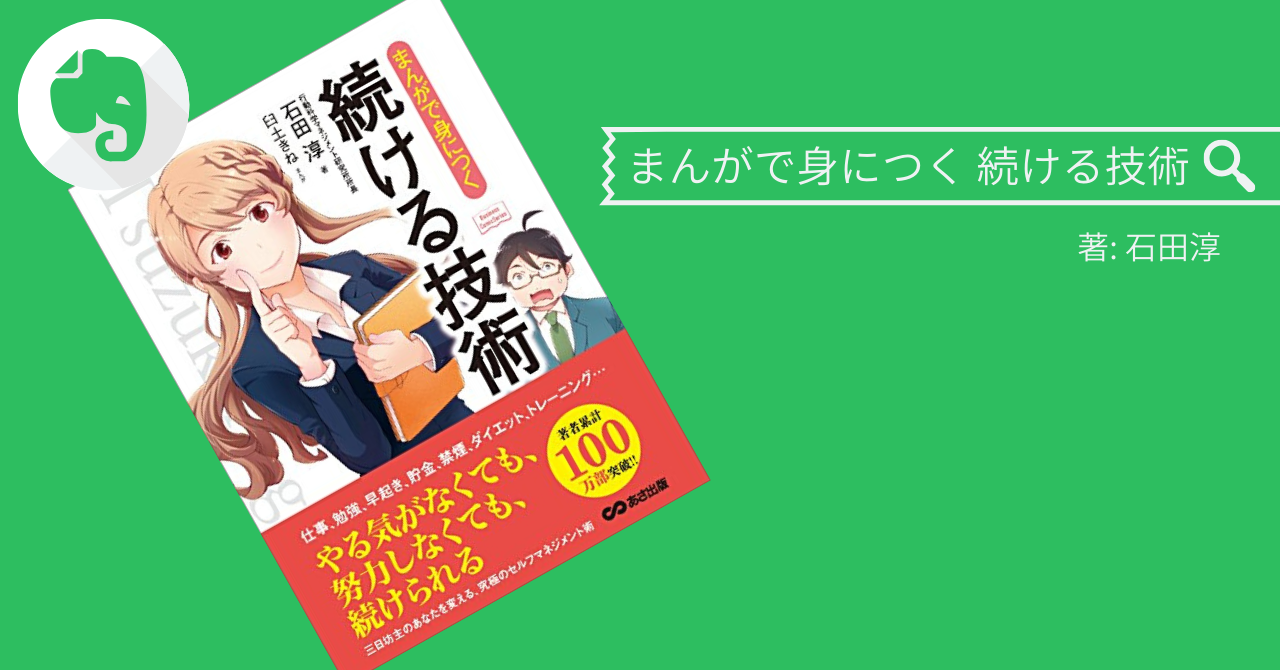 まんがで身につく 続ける技術
著: 石田淳
まんがで身につく
続ける技術
行動科学マネジメント研究所所長
石田 淳 著
臼土きね まんが
Business
ComicSeries
仕事、勉強、早起き、貯金、禁煙、ダイエット、トレーニング…
やる気がなくても、
努力しなくても、
続けられる
三日坊主のあなたを変える、究極のセルフマネジメント術
著者累計
100
万部突破!!
あさ出版